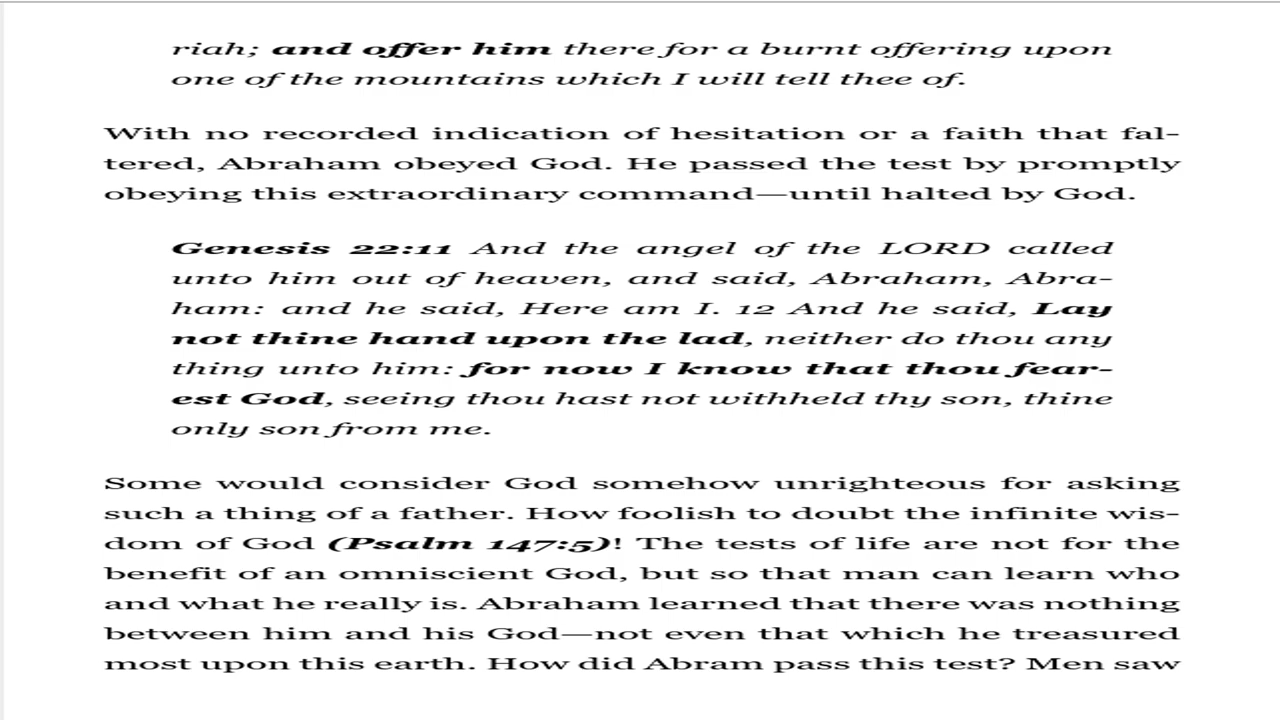 riah; and offer him there for a burnt offering upon
one of the mountains which I will tell thee of.
With no recorded indication of hesitation or a faith that fal-
tered, Abraham obeyed God. He passed the test by promptly
obeying this extraordinary command—until halted by God.
Genesis 22:11 And the angel of the LORD called
unto him out of heaven, and said, Abraham, Abra-
ham: and he said, Here am I. 12 And he said, Lay
not thine hand upon the lad, neither do thou any
thing unto him: for now I know that thou fear-
est God, seeing thou hast not withheld thy son, thine
only son from me.
Some would consider God somehow unrighteous for asking
such a thing of a father. How foolish to doubt the infinite wis-
dom of God (Psalm 147:5)! The tests of life are not for the
benefit of an omniscient God, but so that man can learn who
and what he really is. Abraham learned that there was nothing
between him and his God—not even that which he treasured
most upon this earth. How did Abram pass this test? Men saw